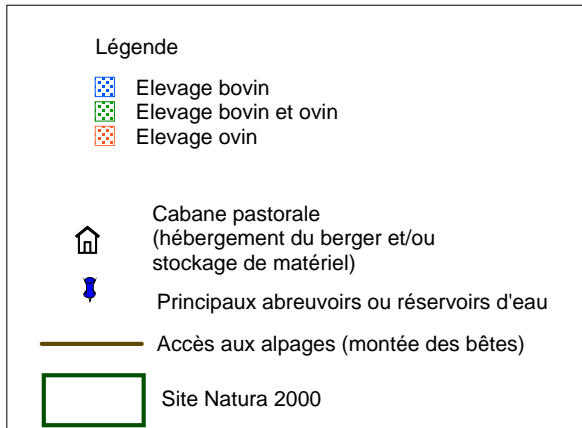 Légende
Elevage bovin
Elevage bovin et ovin
Elevage ovin
Cabane pastorale
(hébergement du berger et/ou
stockage de matériel)
Principaux abreuvoirs ou réservoirs d'eau
Accès aux alpages (montée des bêtes)
Site Natura 2000